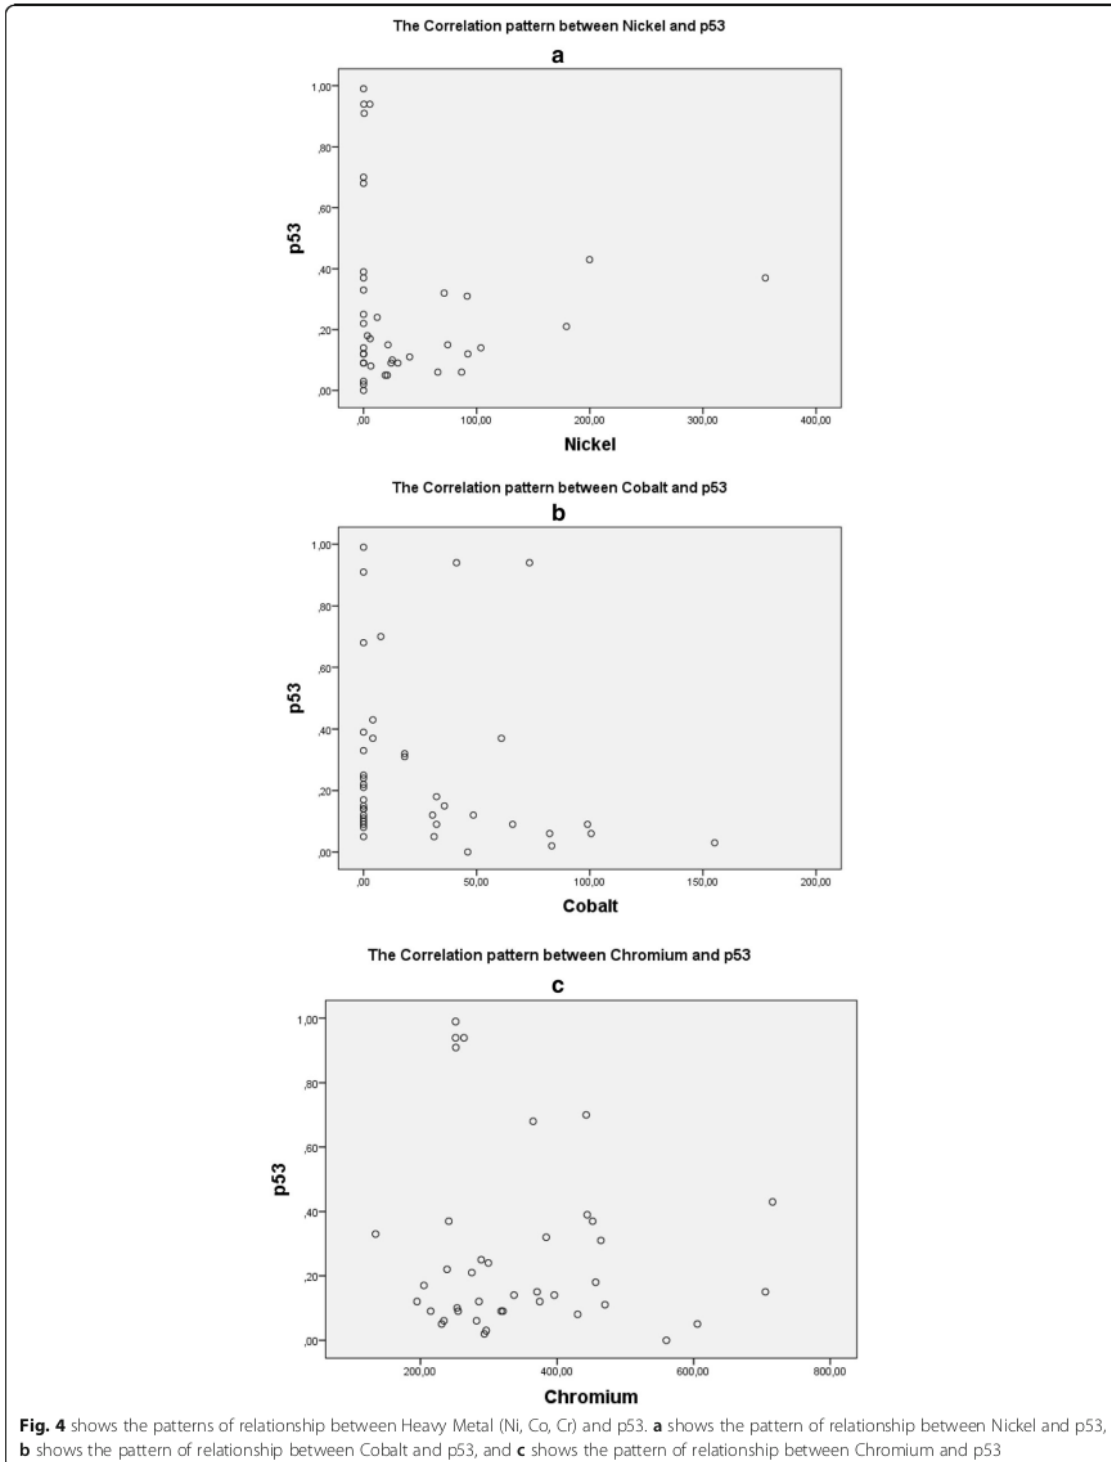 The Correlation pattern between Nickel and p53
a
1,00
,80
,60
,40
,20
,00
p53
,00 100,00 200,00 300,00 400,00
Nickel
The Correlation pattern between Cobalt and p53
b
1,00
,80
,60
,40
,20
,00
p53
,00 50,00 100,00 150,00 200,00
Cobalt
The Correlation pattern between Chromium and p53
c
1,00
,80
,60
,40
,20
,00
p53
200,00 400,00 600,00 800,00
Chromium
Fig. 4 shows the patterns of relationship between Heavy Metal (Ni, Co, Cr) and p53. a shows the pattern of relationship between Nickel and p53,
b shows the pattern of relationship between Cobalt and p53, and c shows the pattern of relationship between Chromium and p53